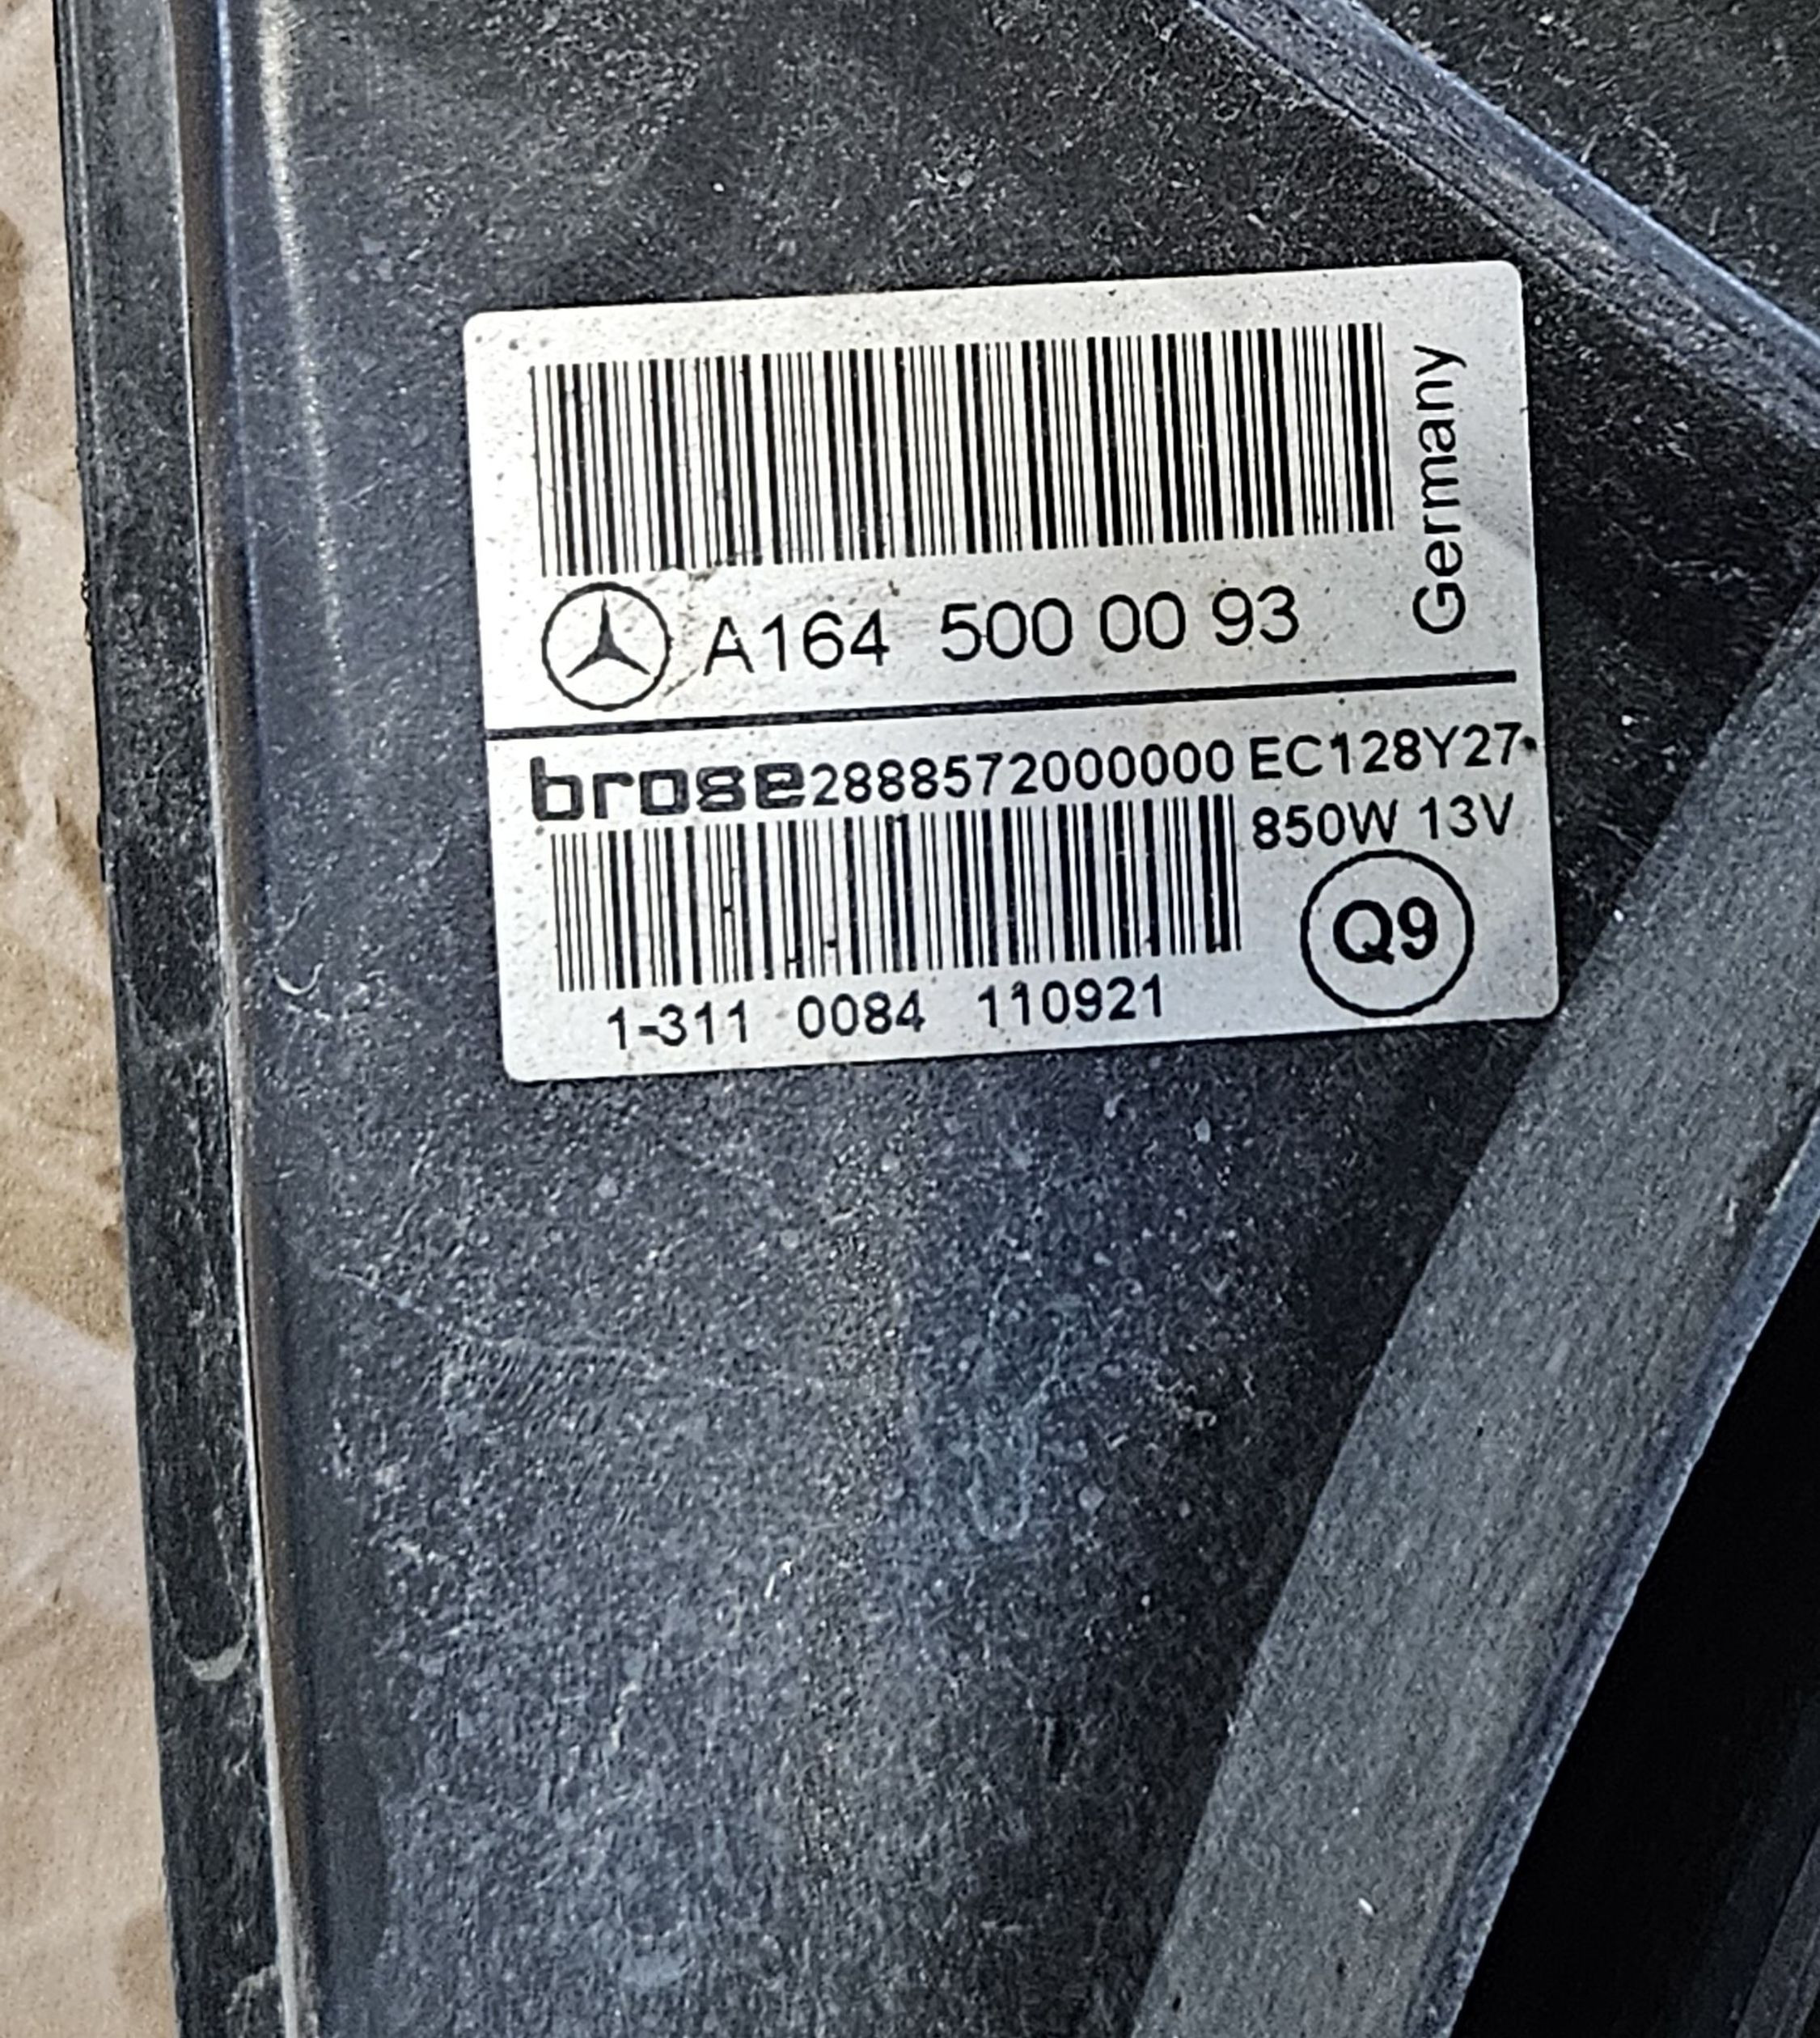 Germany
A164 500 00 93
brose 2888572000000 EC128Y27
850W 13V
Q9
1-311 0084 110921